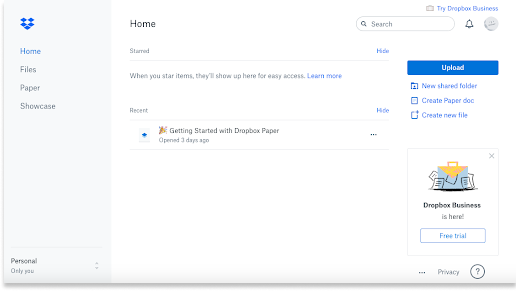 Try Dropbox Business
Home
Search
Home
Files
Paper
Showcase
Starred
Hide
When you star items, they'll show up here for easy access. Learn more
Recent
Hide
Getting Started with Dropbox Paper
Opened 3 days ago
Upload
New shared folder
Create Paper doc
Create new file
Dropbox Business
is here!
Free trial
Personal
Only you
Privacy
?